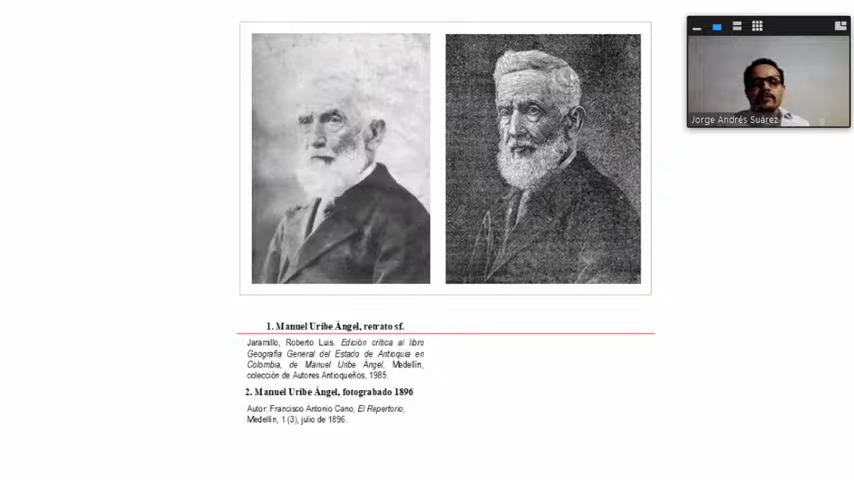 Jorge Andrés Suárez
1. Manuel Uribe Ángel, retrato sf.
Jaramillo, Roberto Luis. Edición crítica al libro
Geografía General del Estado de Antioquia en
Colombia, de Manuel Uribe Ángel, Medellín,
colección de Autores Antioqueños, 1985.
2. Manuel Uribe Ángel, fotograbado 1896
Autor: Francisco Antonio Cano, El Repertorio,
Medellín, 1 (3), julio de 1896.